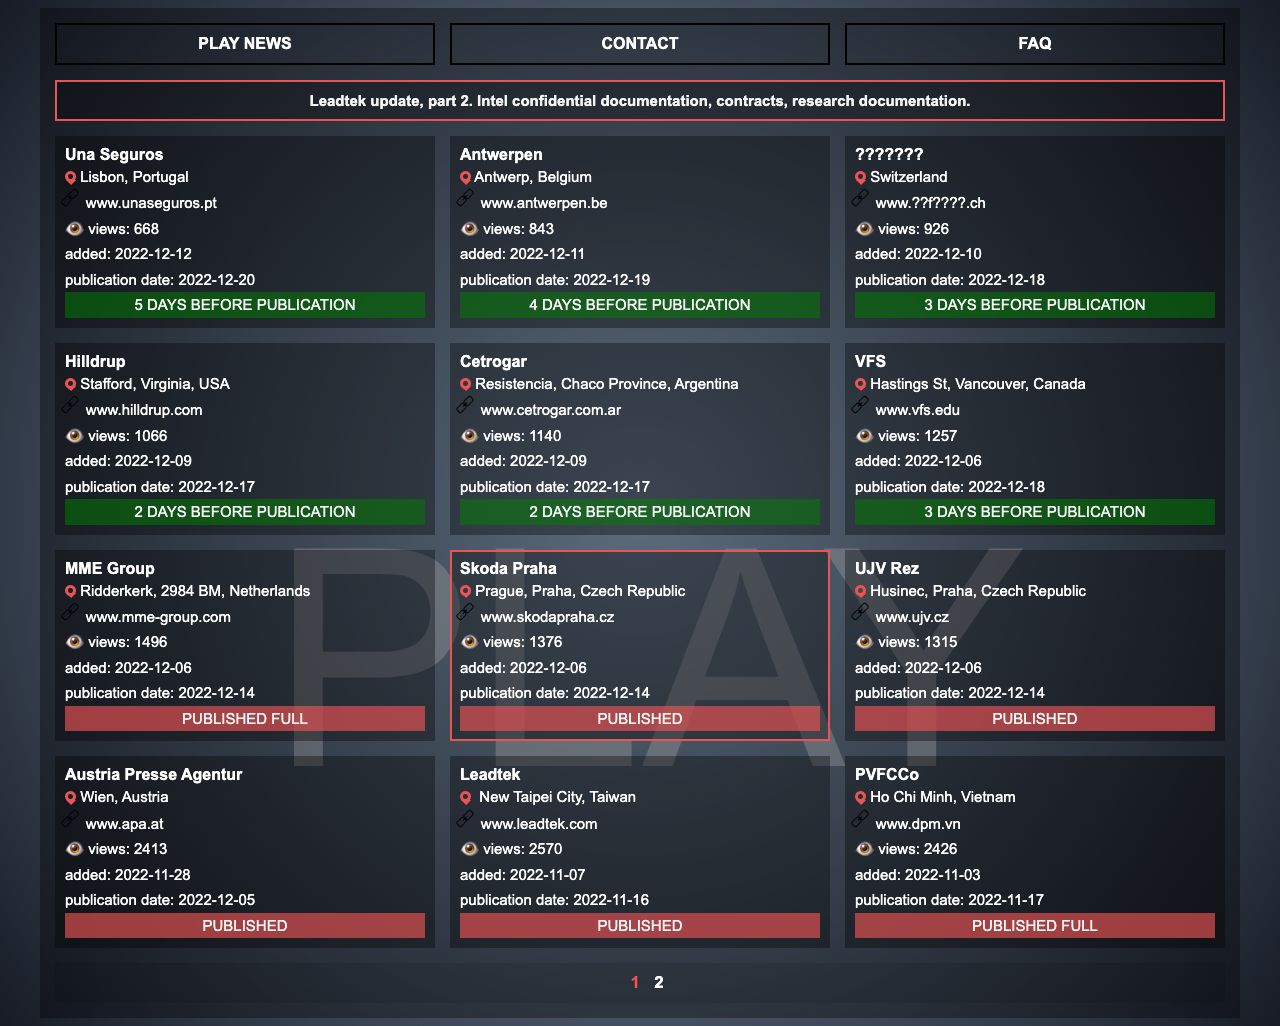 PLAY NEWS
CONTACT
FAQ
Leadtek update, part 2. Intel confidential documentation, contracts, research documentation.
Una Seguros
Lisbon, Portugal
www.unaseguros.pt
views: 668
added: 2022-12-12
publication date: 2022-12-20
5 DAYS BEFORE PUBLICATION
Antwerpen
Antwerp, Belgium
www.antwerpen.be
views: 843
added: 2022-12-11
publication date: 2022-12-19
4 DAYS BEFORE PUBLICATION
???????
Switzerland
www.??f????.ch
views: 926
added: 2022-12-10
publication date: 2022-12-18
3 DAYS BEFORE PUBLICATION
Hilldrup
Stafford, Virginia, USA
www.hilldrup.com
views: 1066
added: 2022-12-09
publication date: 2022-12-17
2 DAYS BEFORE PUBLICATION
Cetrogar
Resistencia, Chaco Province, Argentina
www.cetrogar.com.ar
views: 1140
added: 2022-12-09
publication date: 2022-12-17
2 DAYS BEFORE PUBLICATION
VFS
Hastings St, Vancouver, Canada
www.vfs.edu
views: 1257
added: 2022-12-06
publication date: 2022-12-18
3 DAYS BEFORE PUBLICATION
MME Group
Ridderkerk, 2984 BM, Netherlands
www.mme-group.com
views: 1496
added: 2022-12-06
publication date: 2022-12-14
PUBLISHED FULL
Skoda Praha
Prague, Praha, Czech Republic
www.skodapraha.cz
views: 1376
added: 2022-12-06
publication date: 2022-12-14
PUBLISHED
UJV Rez
Husinec, Praha, Czech Republic
www.ujv.cz
views: 1315
added: 2022-12-06
publication date: 2022-12-14
PUBLISHED
PLAY
Austria Presse Agentur
Wien, Austria
www.apa.at
views: 2413
added: 2022-11-28
publication date: 2022-12-05
PUBLISHED
Leadtek
New Taipei City, Taiwan
www.leadtek.com
views: 2570
added: 2022-11-07
publication date: 2022-11-16
PUBLISHED
PVFCCo
Ho Chi Minh, Vietnam
www.dpm.vn
views: 2426
added: 2022-11-03
publication date: 2022-11-17
PUBLISHED FULL
1 2